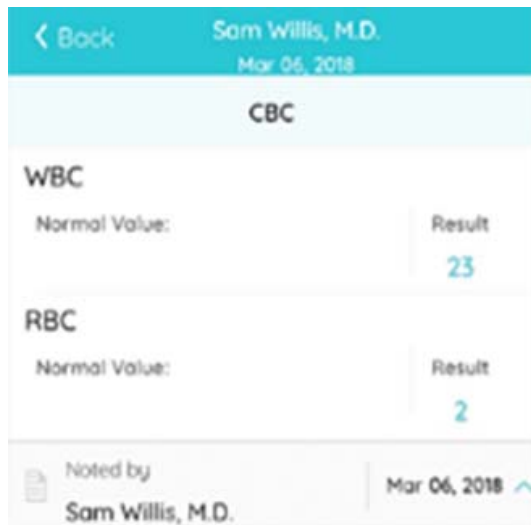 Back
Sam Willis, M.D.
Mar 06, 2018
CBC
WBC
Normal Value:
Result
23
RBC
Normal Value:
Result
2
Noted by
Sam Willis, M.D.
Mar 06, 2018